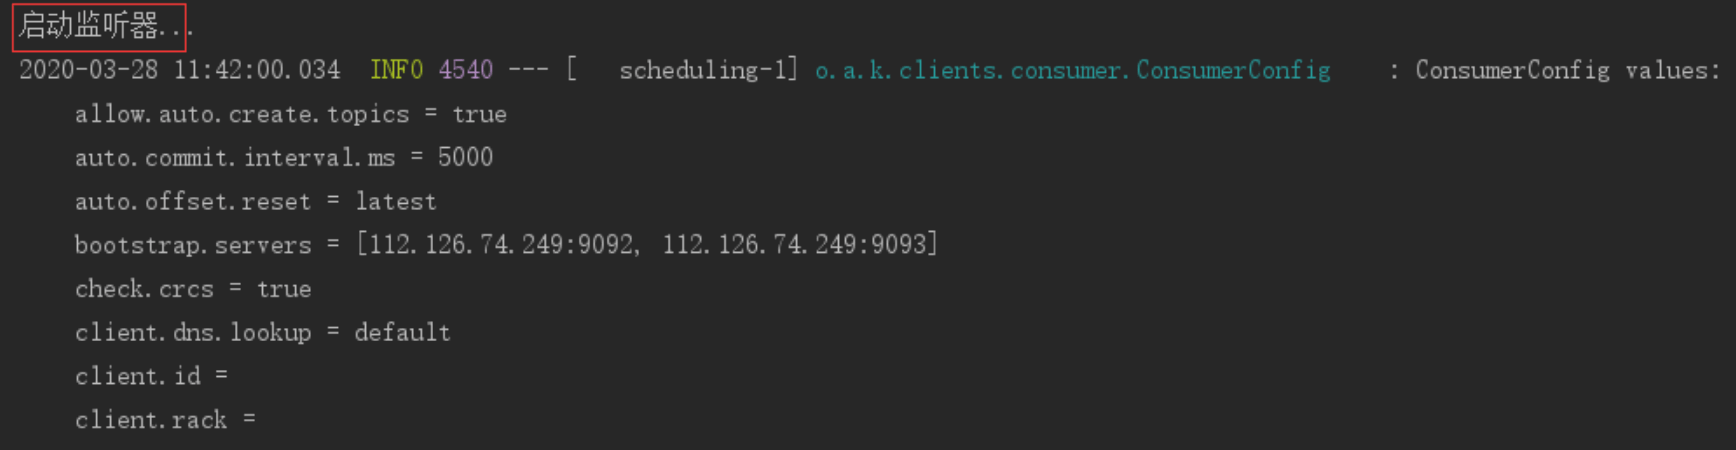 启动监听器...
2020-03-28 11:42:00.034  INFO 4540 --- [   scheduling-1] o.a.k.clients.consumer.ConsumerConfig    : ConsumerConfig values:
allow.auto.create.topics = true
auto.commit.interval.ms = 5000
auto.offset.reset = latest
bootstrap.servers = [112.126.74.249:9092, 112.126.74.249:9093]
check.crcs = true
client.dns.lookup = default
client.id =
client.rack =